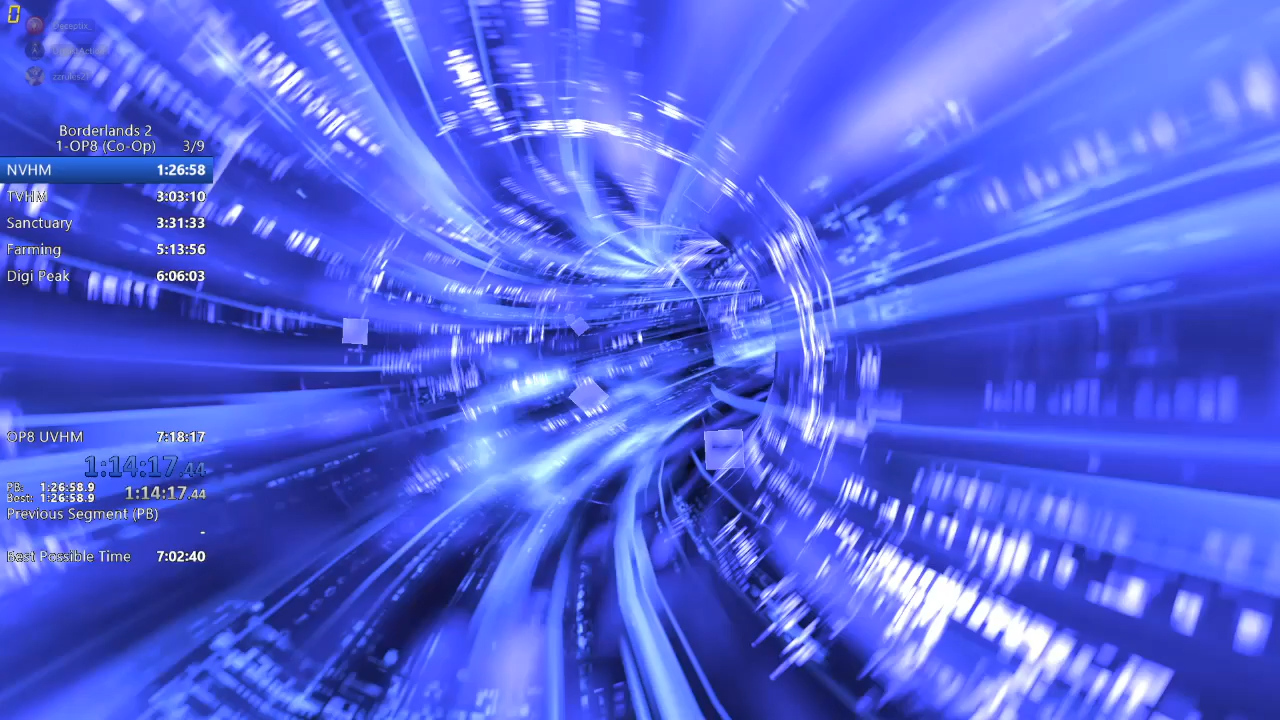 0
Deceptix_
zzrules21
Borderlands 2
1-OP8 (Co-Op) 3/9
NVHM 1:26:58
TVHM 3:03:10
Sanctuary 3:31:33
Farming 5:13:56
Digi Peak 6:06:03
OP8 UVHM 7:18:17
1:14:17.44
PB: 1:26:58.9
Best: 1:26:58.9
1:14:17.44
Previous Segment (PB)
-
Best Possible Time 7:02:40